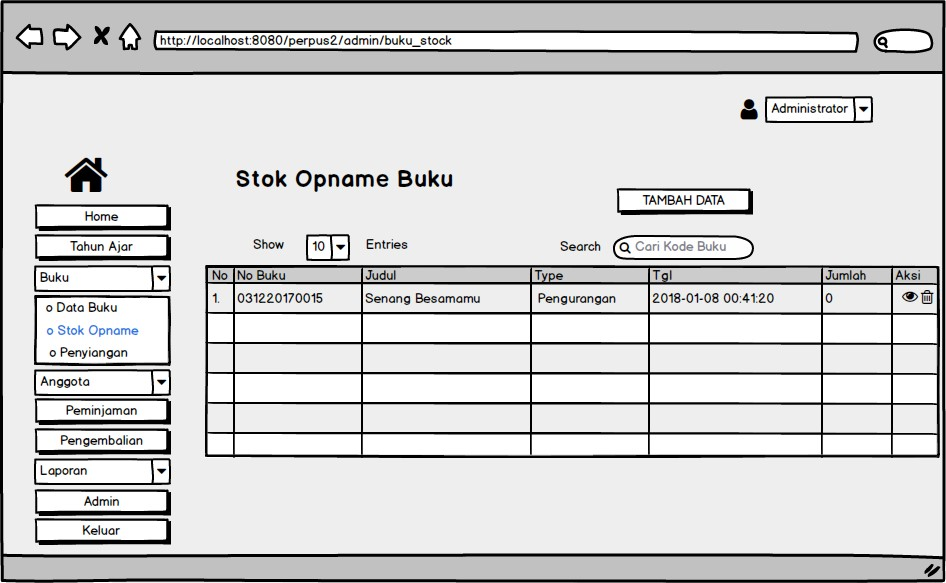 http://localhost:8080/perpus2/admin/buku_stock
Administrator
Stok Opname Buku
TAMBAH DATA
Home
Tahun Ajar
Buku
o Data Buku
o Stok Opname
o Penyiangan
Anggota
Peminjaman
Pengembalian
Laporan
Admin
Keluar
Show 10 Entries
Search Cari Kode Buku
No No Buku Judul Type Tgl Jumlah Aksi
1. 031220170015 Senang Besamamu Pengurangan 2018-01-08 00:41:20 0